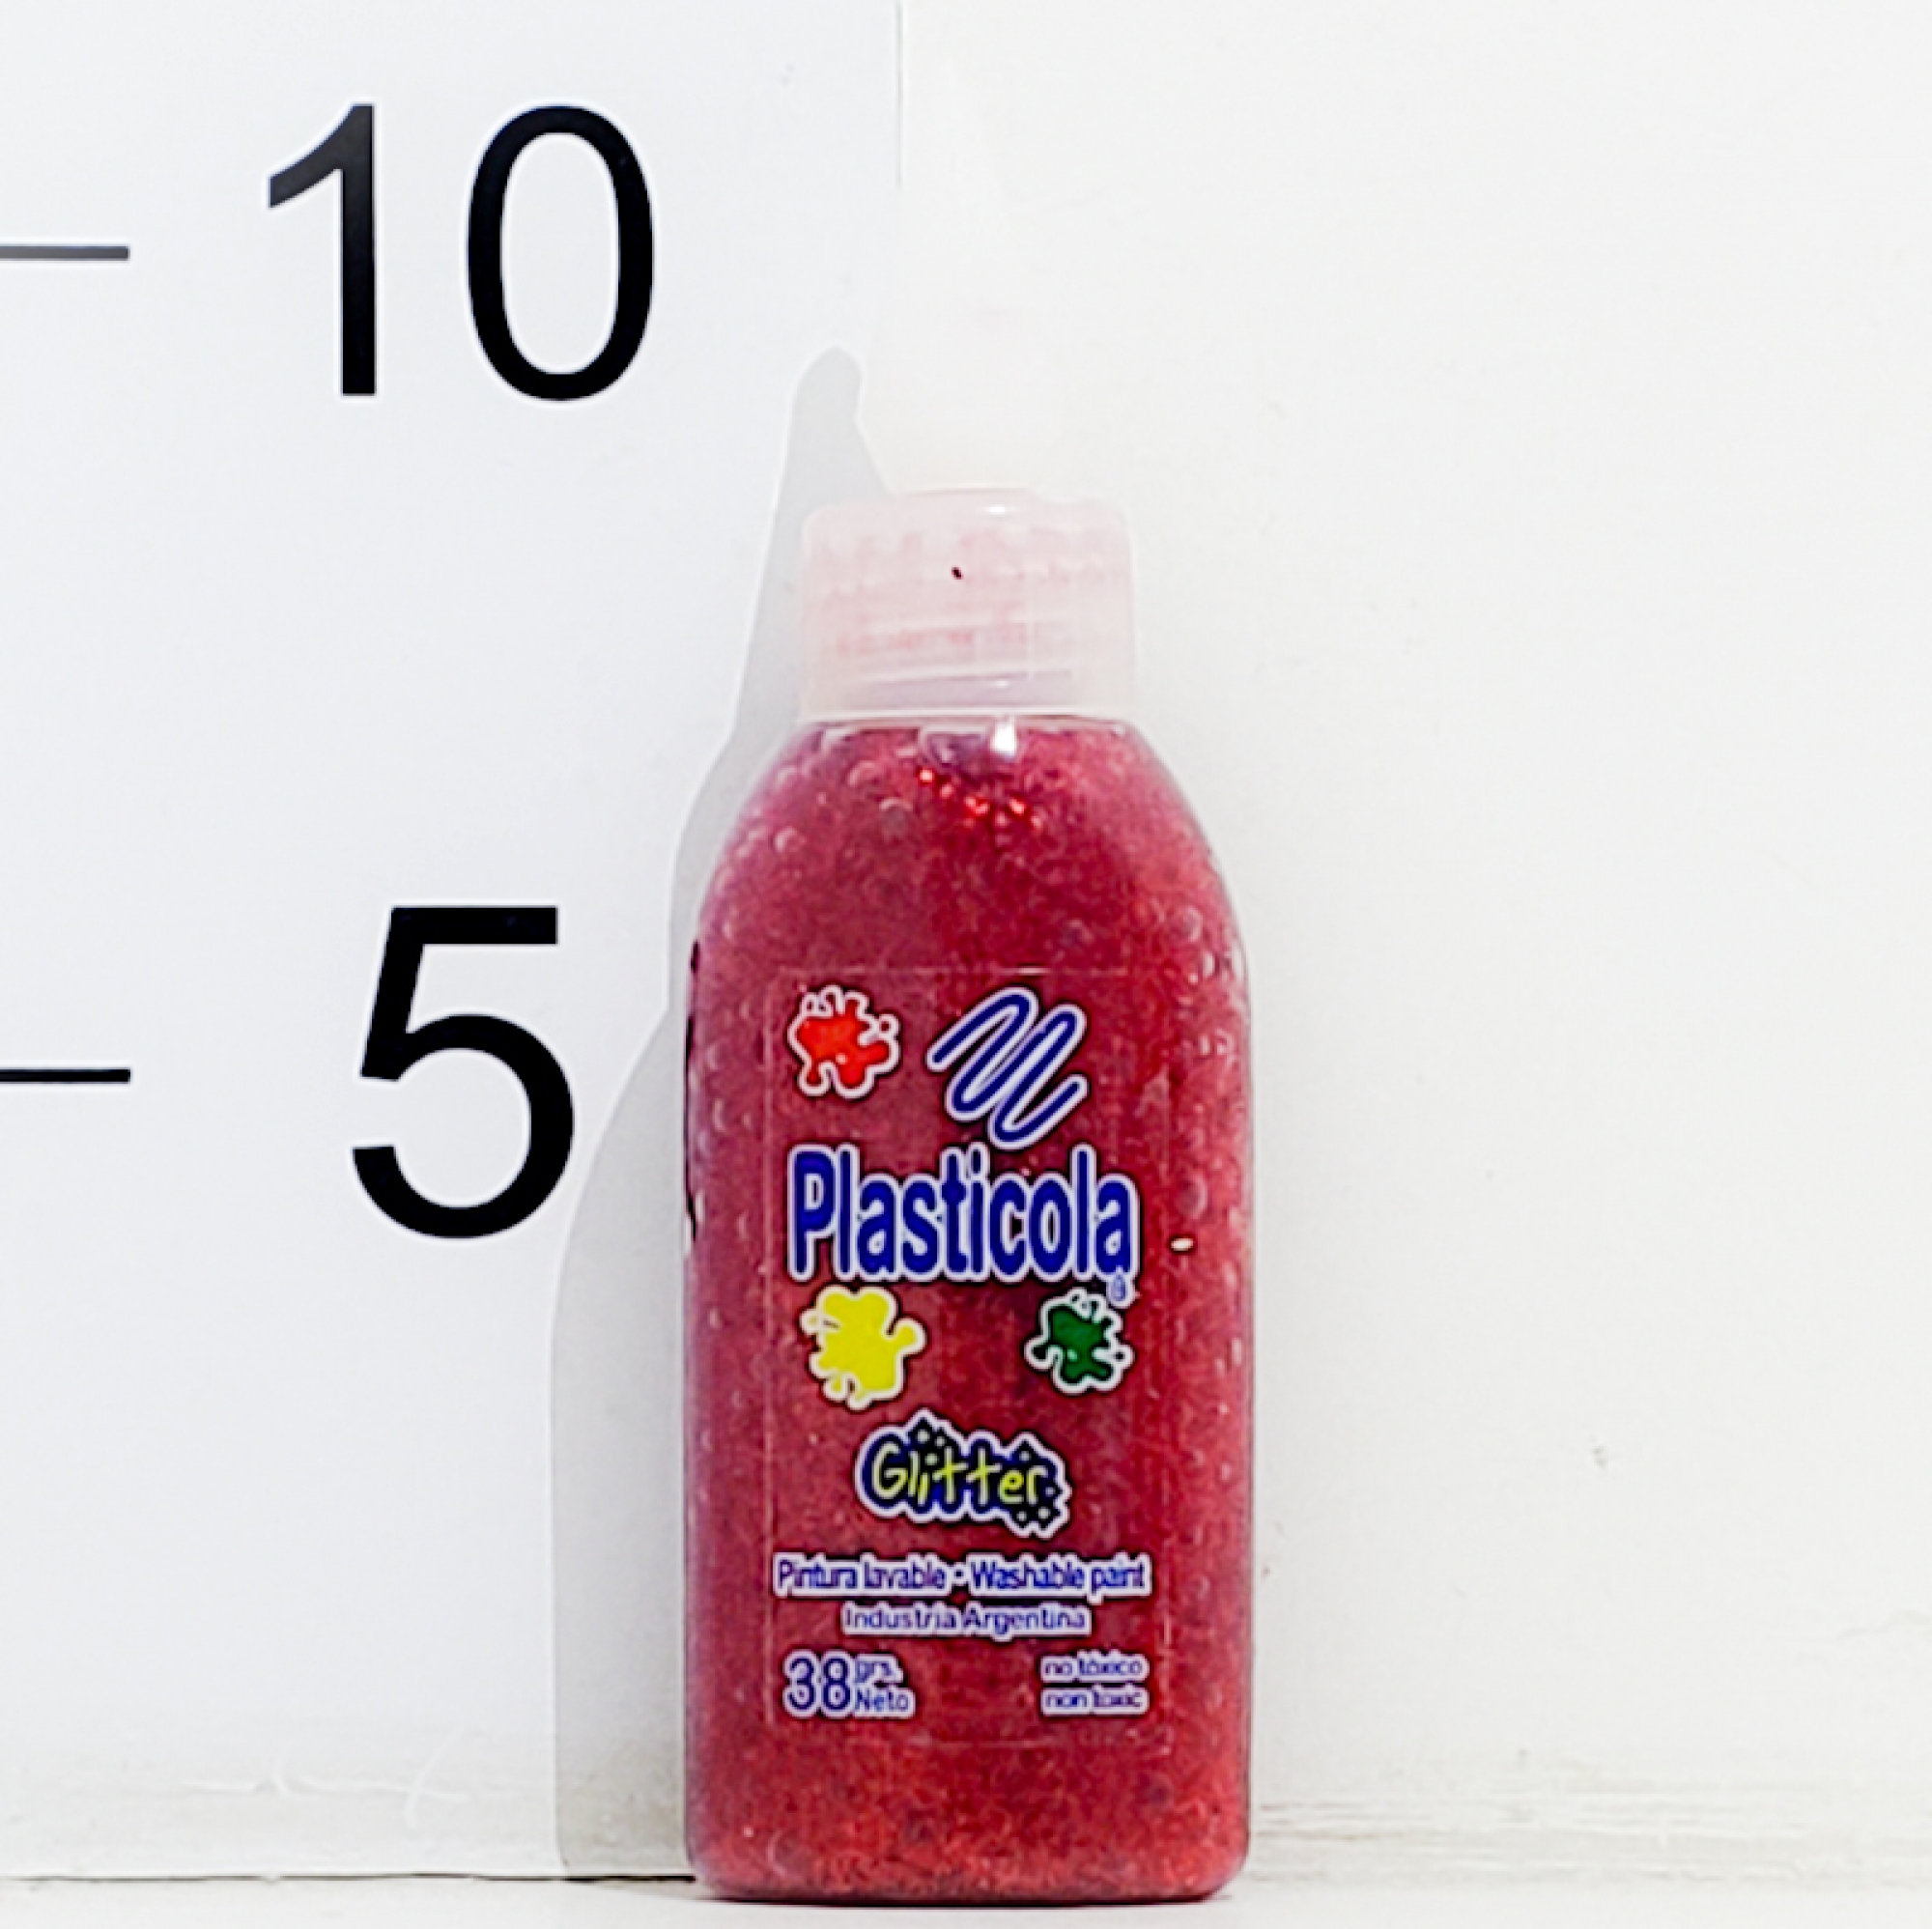 10
5
Plasticola®
Glitter
Pintura lavable • Washable paint
Industria Argentina
38 grs. Neto
no tóxico
non toxic